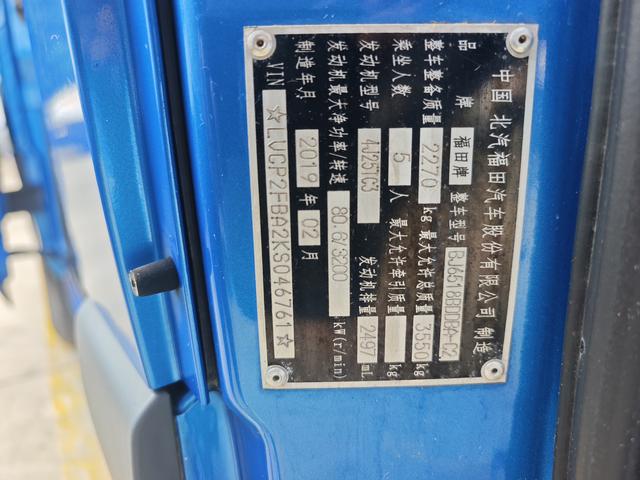 中国 北汽福田汽车股份有限公司 制造
品牌 福田牌 整车型号 BJ6618BDDBA-B2
整车整备质量 2270 kg 最大允许总质量 3550 kg
乘坐人数 5 人 最大允许牵引质量 kg
发动机型号 4J25TC3 发动机排量 2497 mL
发动机最大净功率/转速 80.6/3200 kW(r/min)
制造年月 2019 年 02 月
VIN ☆LVCP2FBA2KS046761☆